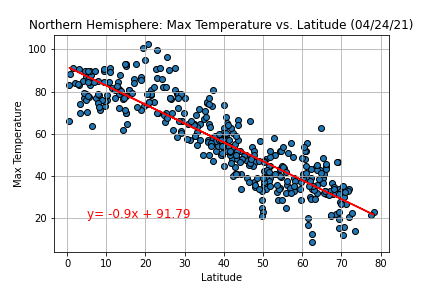 Northern Hemisphere: Max Temperature vs. Latitude (04/24/21)
100
80
60
40
20
Max Temperature
y= -0.9x + 91.79
0 10 20 30 40 50 60 70 80
Latitude